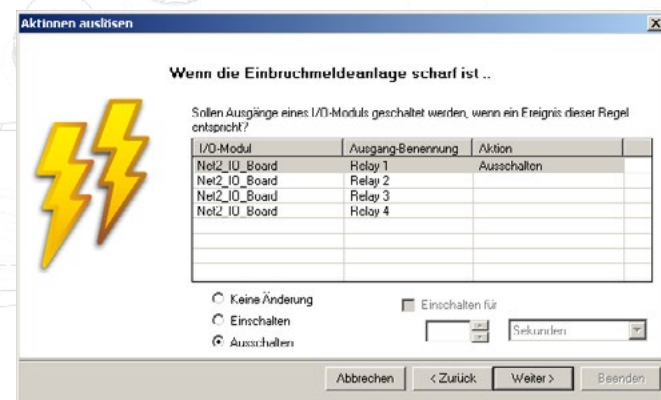 Aktionen auslösen
Wenn die Einbruchmeldeanlage scharf ist ..
Sollen Ausgänge eines I/O-Moduls geschaltet werden, wenn ein Ereignis dieser Regel
entspricht?
I/O-Modul Ausgang-Benennung Aktion
Net2_IO_Board Relay 1 Ausschalten
Net2_IO_Board Relay 2
Net2_IO_Board Relay 3
Net2_IO_Board Relay 4
Keine Änderung
Einschalten für
Einschalten
Sekunden
Ausschalten
Abbrechen < Zurück Weiter > Beenden